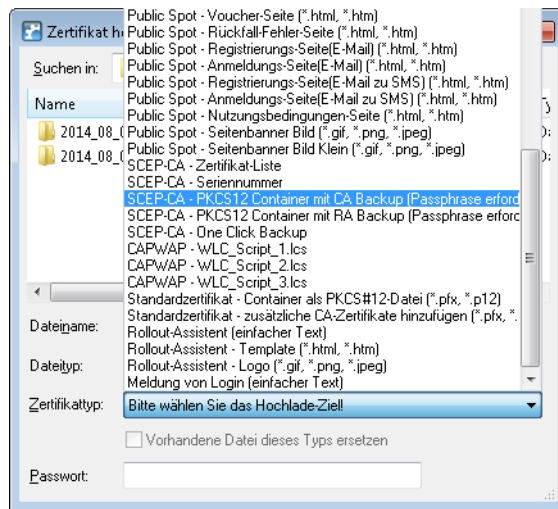 Zertifikat h
Public Spot - Voucher-Seite (*.html, *.htm)
Public Spot - Rückfall-Fehler-Seite (*.html, *.htm)
Public Spot - Registrierungs-Seite(E-Mail) (*.html, *.htm)
Public Spot - Anmeldungs-Seite(E-Mail) (*.html, *.htm)
Public Spot - Registrierungs-Seite(E-Mail zu SMS) (*.html, *.htm)
Public Spot - Anmeldungs-Seite(E-Mail zu SMS) (*.html, *.htm)
Public Spot - Nutzungsbedingungen-Seite (*.html, *.htm)
Public Spot - Seitenbanner Bild (*.gif, *.png, *.jpeg)
Public Spot - Seitenbanner Bild Klein (*.gif, *.png, *.jpeg)
SCEP-CA - Zertifikat-Liste
SCEP-CA - Seriennummer
SCEP-CA - PKCS12 Container mit CA Backup (Passphrase erford
SCEP-CA - PKCS12 Container mit RA Backup (Passphrase erford
SCEP-CA - One Click Backup
CAPWAP - WLC_Script_1.lcs
CAPWAP - WLC_Script_2.lcs
CAPWAP - WLC_Script_3.lcs
Standardzertifikat - Container als PKCS#12-Datei (*.pfx, *.p12)
Standardzertifikat - zusätzliche CA-Zertifikate hinzufügen (*.pfx, *.
Rollout-Assistent (einfacher Text)
Rollout-Assistent - Template (*.html, *.htm)
Rollout-Assistent - Logo (*.gif, *.png, *.jpeg)
Meldung von Login (einfacher Text)
Suchen in:
Name
2014_08_0
2014_08_
Dateiname:
Dateityp:
Zertifikattyp:
Bitte wählen Sie das Hochlade-Ziel!
Vorhandene Datei dieses Typs ersetzen
Passwort: